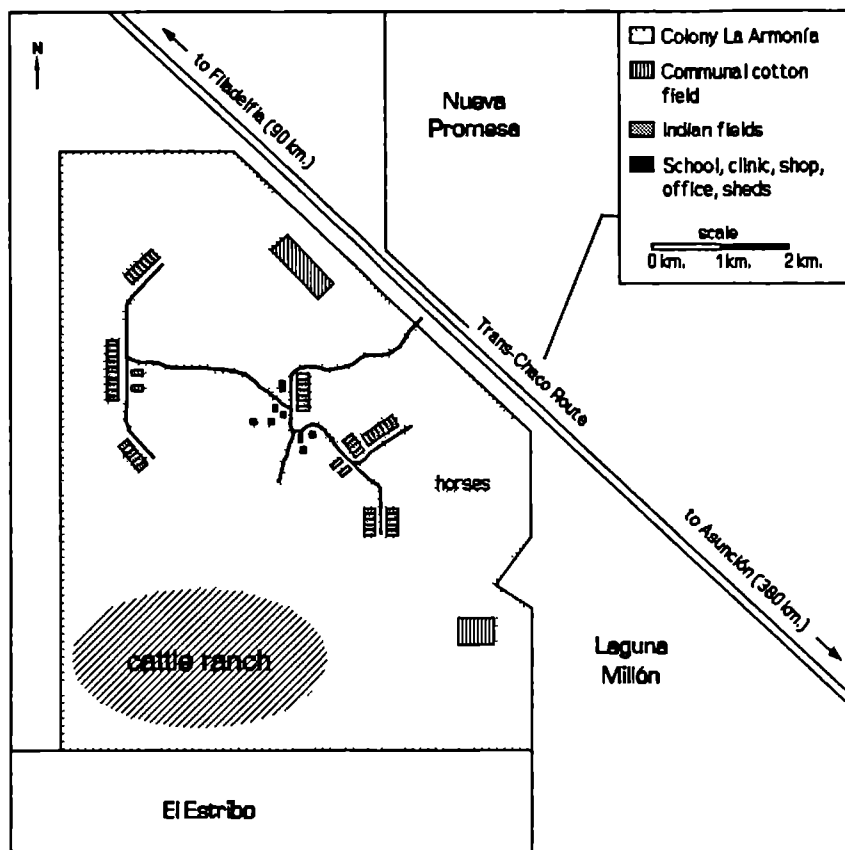 N
to Filadelfia (90 km.)
Nueva
Promesa
Colony La Armonía
Communal cotton
field
Indian fields
School, clinic, shop,
office, sheds
scale
0 km. 1 km. 2 km.
Trans-Chaco Route
horses
to Asunción (380 km.)
cattle ranch
Laguna
Millón
El Estribo